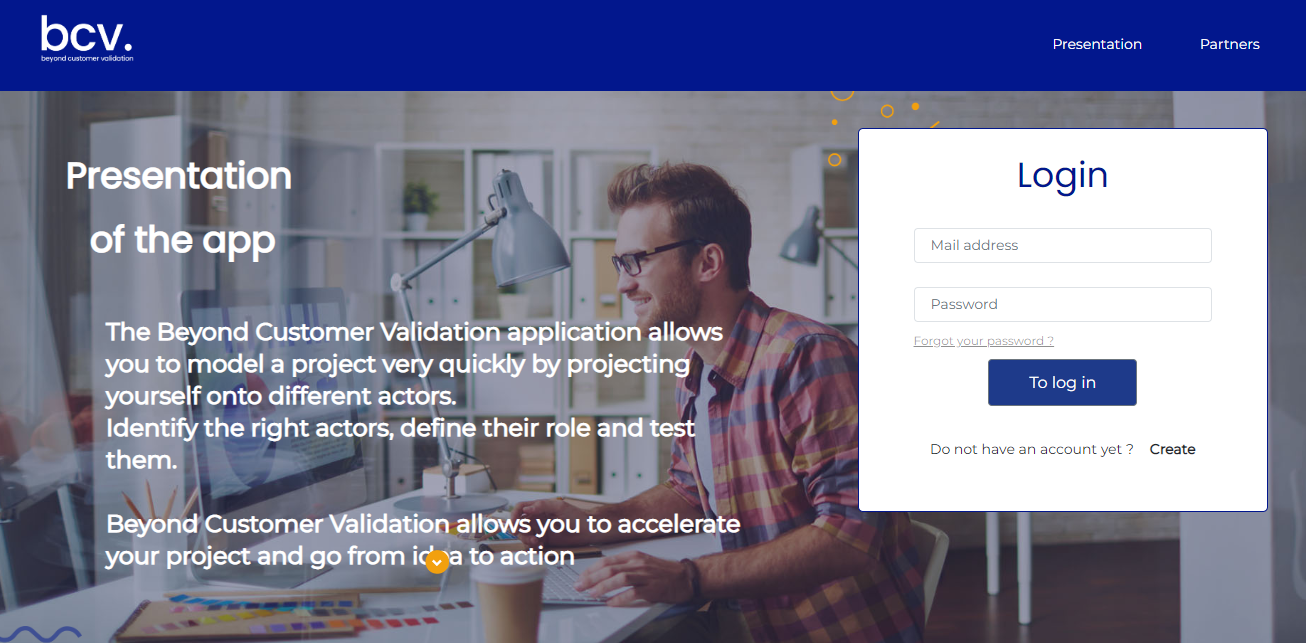 bcv.
beyond customer validation
Presentation
Partners
Presentation
of the app
The Beyond Customer Validation application allows
you to model a project very quickly by projecting
yourself onto different actors.
Identify the right actors, define their role and test
them.
Beyond Customer Validation allows you to accelerate
your project and go from idea to action
Login
Mail address
Password
Forgot your password ?
To log in
Do not have an account yet ? Create